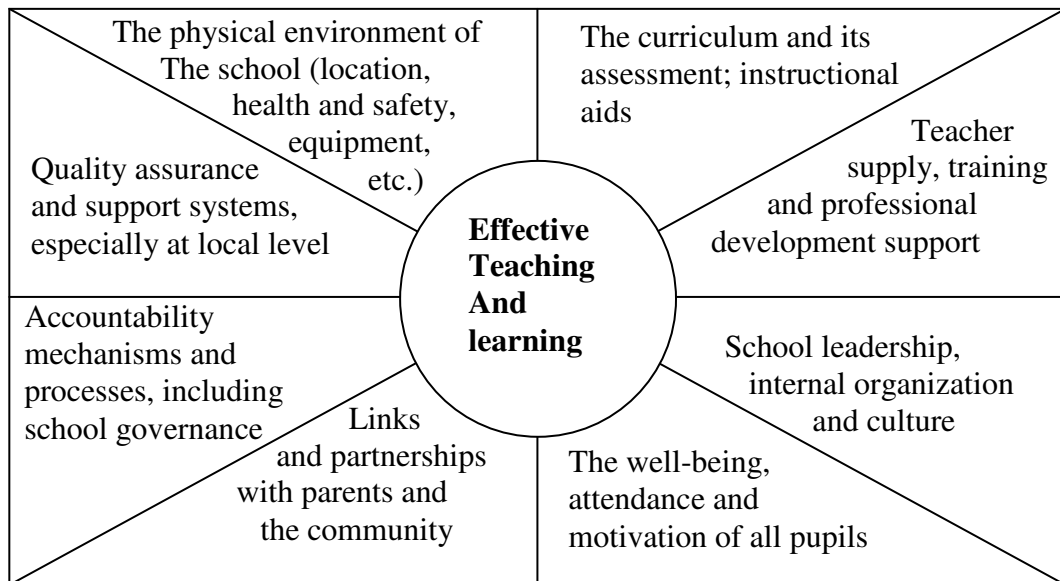 The physical environment of
The school (location,
health and safety,
equipment,
etc.)
The curriculum and its
assessment; instructional
aids
Teacher
supply, training
and professional
development support
Quality assurance
and support systems,
especially at local level
Effective
Teaching
And
learning
Accountability
mechanisms and
processes, including
school governance
School leadership,
internal organization
and culture
Links
and partnerships
with parents and
the community
The well-being,
attendance and
motivation of all pupils